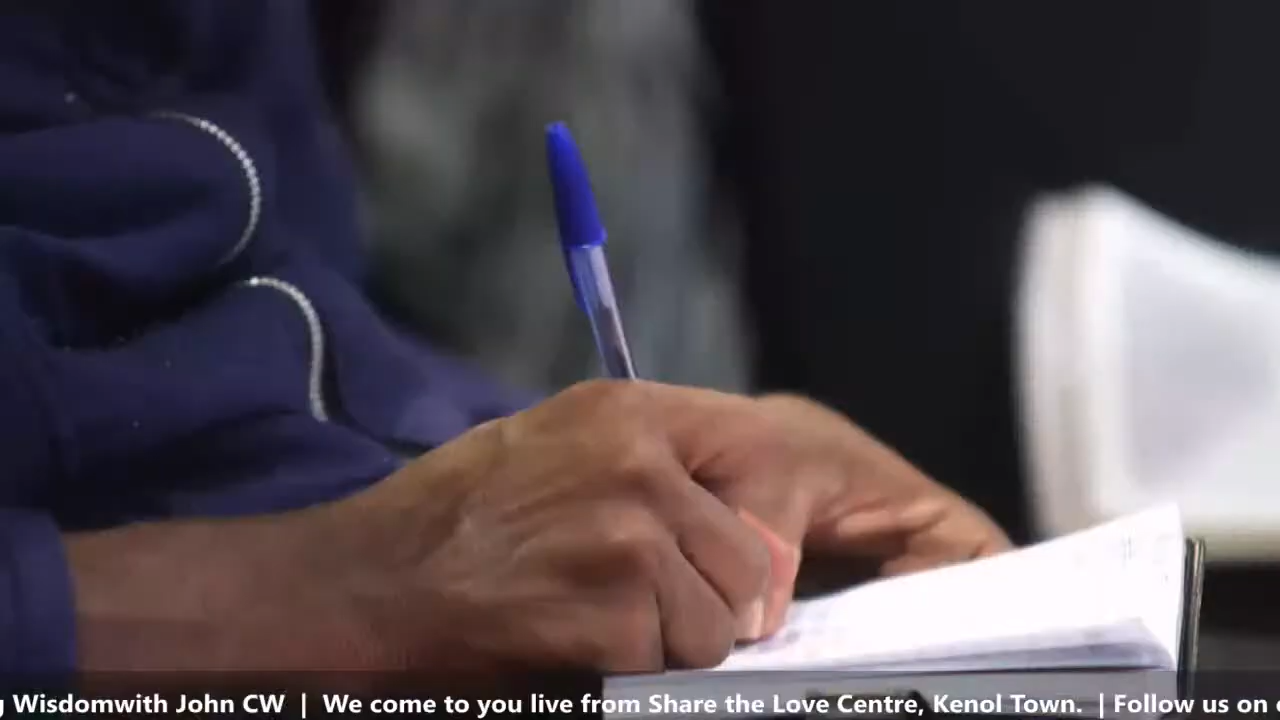 Wisdomwith John CW | We come to you live from Share the Love Centre, Kenol Town. | Follow us on